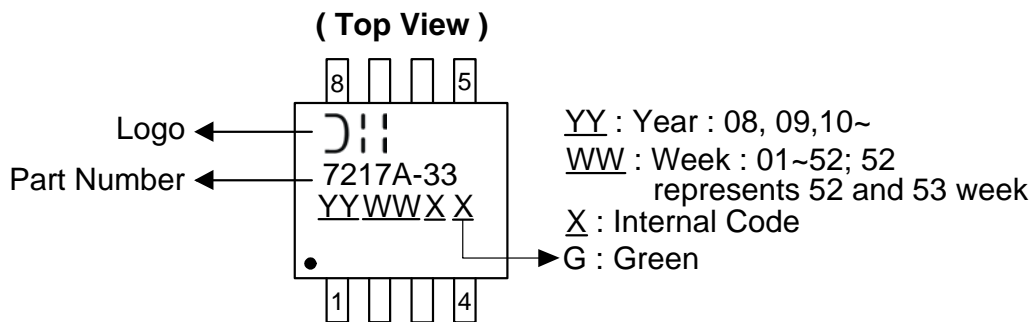 ( Top View )
8 5
Logo
Part Number
7217A-33
YYWWX X
1 4
YY : Year : 08, 09,10~
WW : Week : 01~52; 52
represents 52 and 53 week
X : Internal Code
G : Green